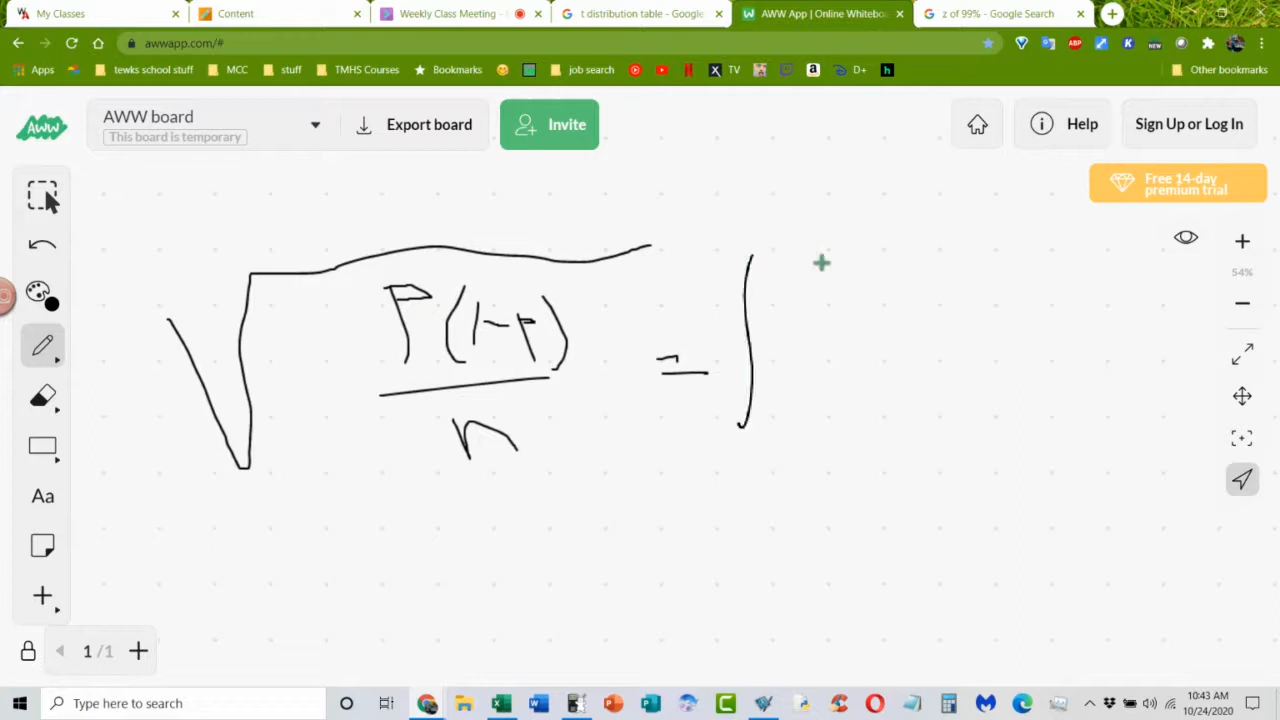 My Classes
Content
Weekly Class Meeting -
t distribution table - Google
AWW App | Online Whiteboa
z of 99% - Google Search
awwapp.com/#
ABP
K
NEW
Apps
tewks school stuff
MCC
stuff
TMHS Courses
Bookmarks
job search
X TV
a
D+
h
Other bookmarks
AWW
AWW board
This board is temporary
Export board
Invite
Help
Sign Up or Log In
Free 14-day
premium trial
54%
√
P(1-P)
=
n
Aa
1 / 1
Type here to search
10:43 AM
10/24/2020